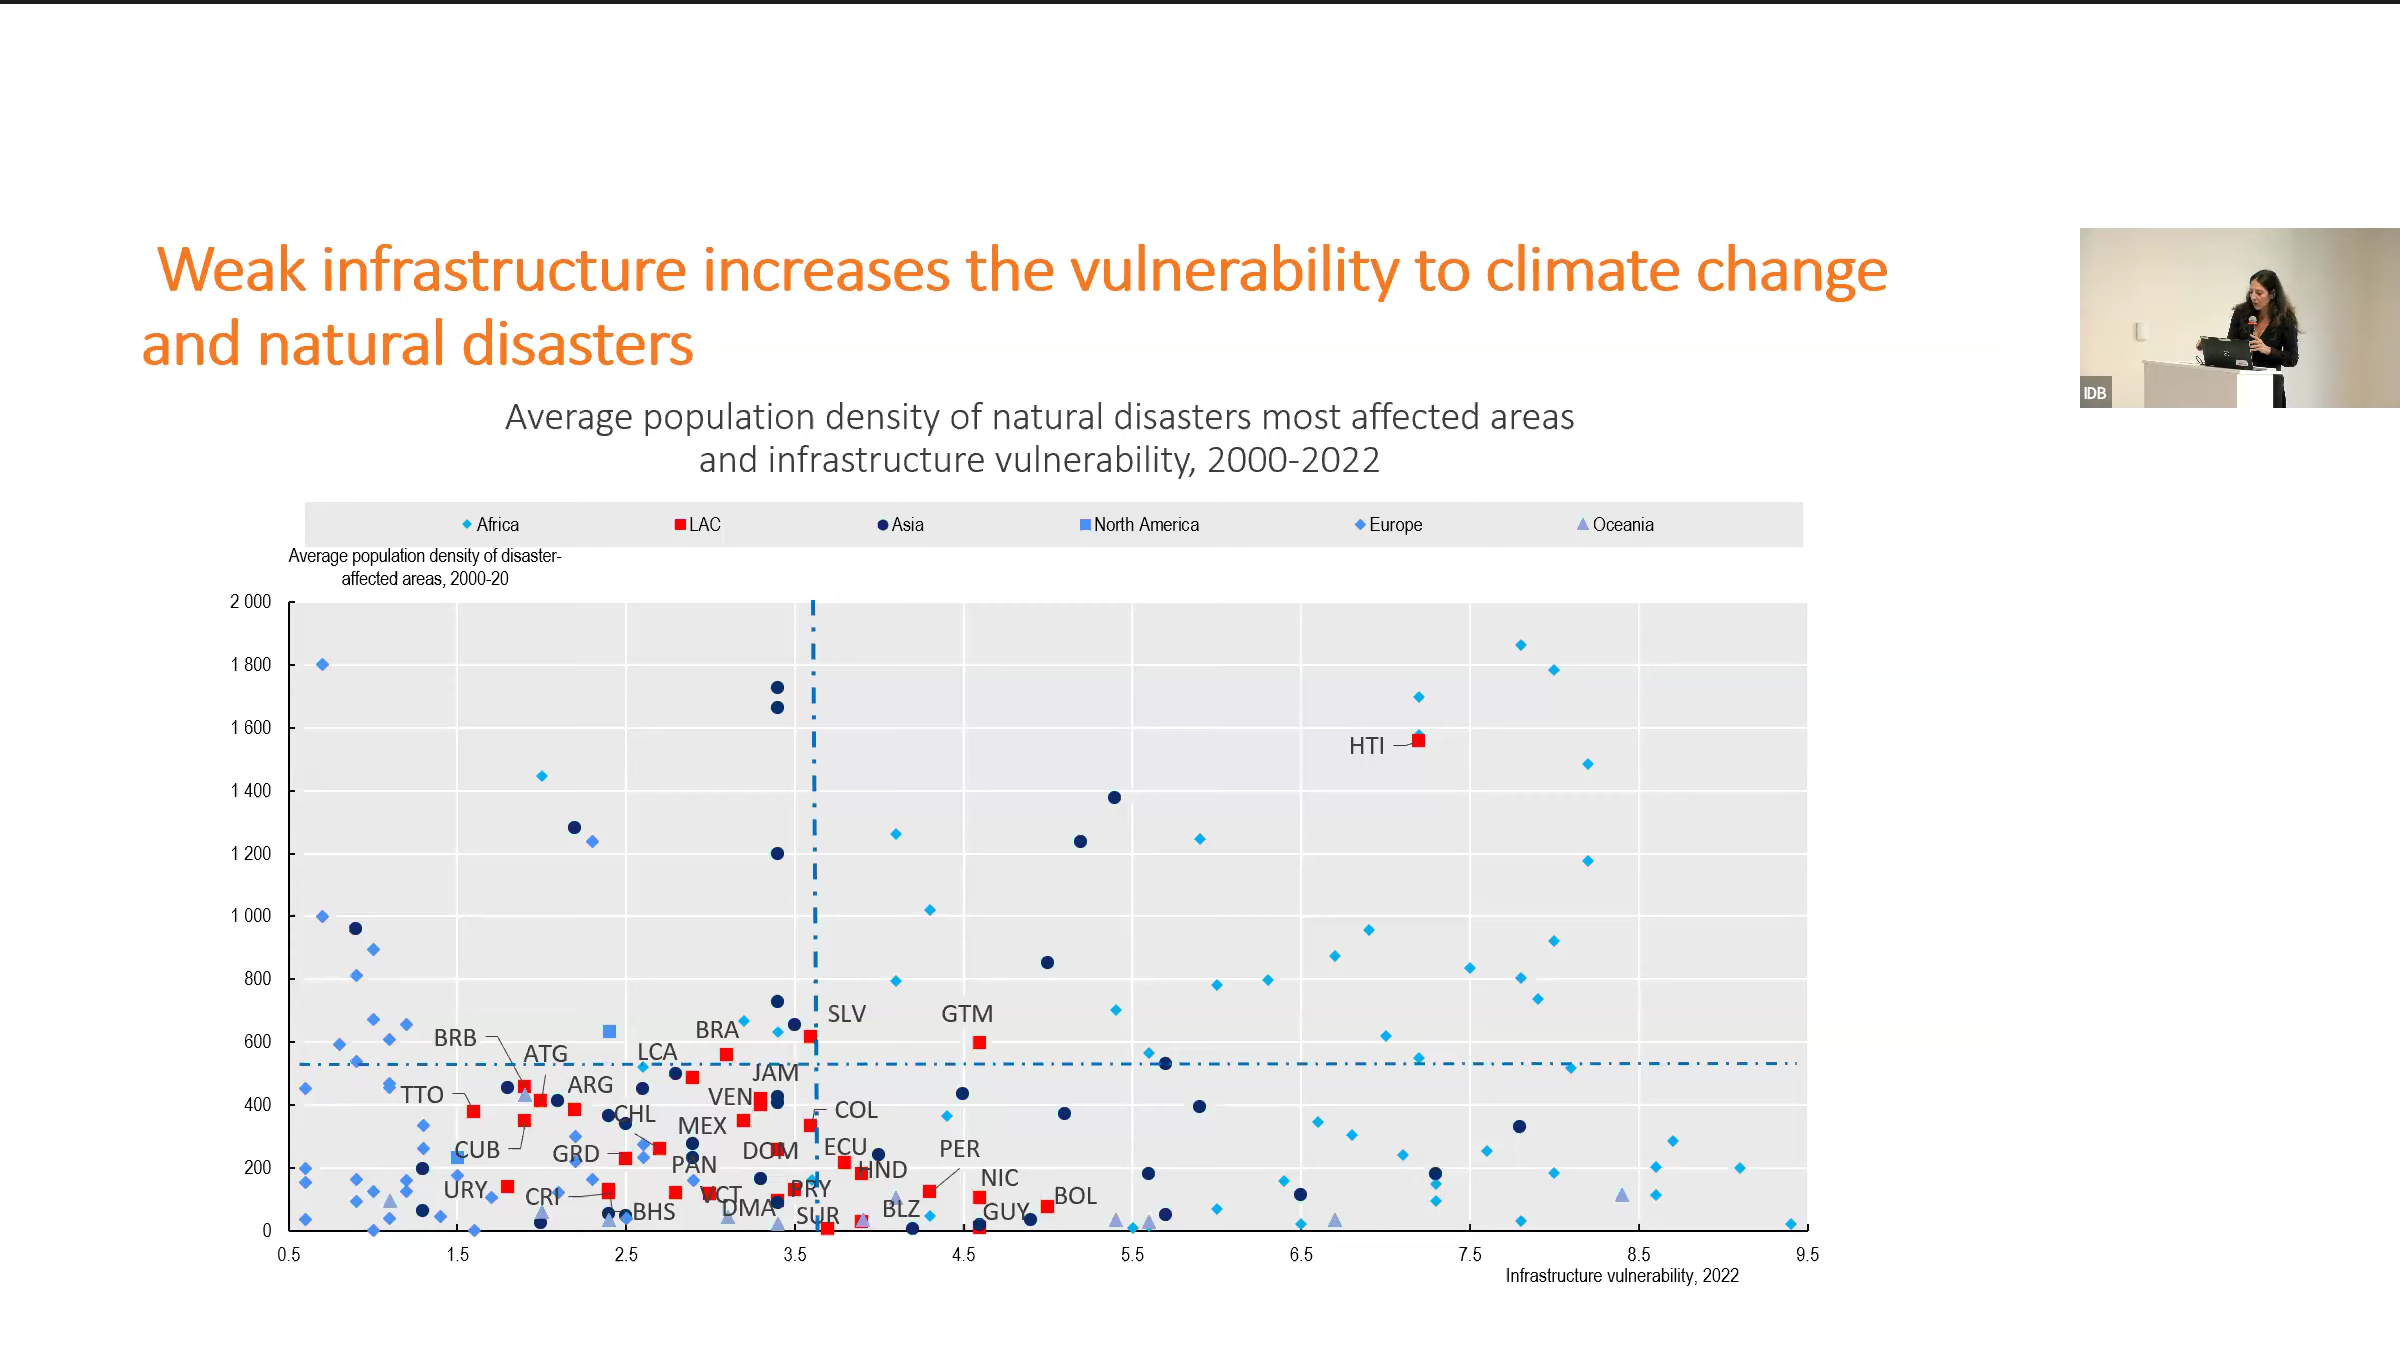 Weak infrastructure increases the vulnerability to climate change
and natural disasters
IDB
Average population density of natural disasters most affected areas
and infrastructure vulnerability, 2000-2022
Africa LAC Asia North America Europe Oceania
Average population density of disaster-
affected areas, 2000-20
2 000
1 800
1 600
HTI
1 400
1 200
1 000
800
SLV GTM
BRA
600
BRB
ATG LCA
JAM
TTO ARG VEN
400
CHL COL
MEX
CUB GRD DOM ECU PER
200
PAN HND
URY CRI VCT PRY NIC
BHS DMA SUR BLZ GUY BOL
0
0.5 1.5 2.5 3.5 4.5 5.5 6.5 7.5 8.5 9.5
Infrastructure vulnerability, 2022